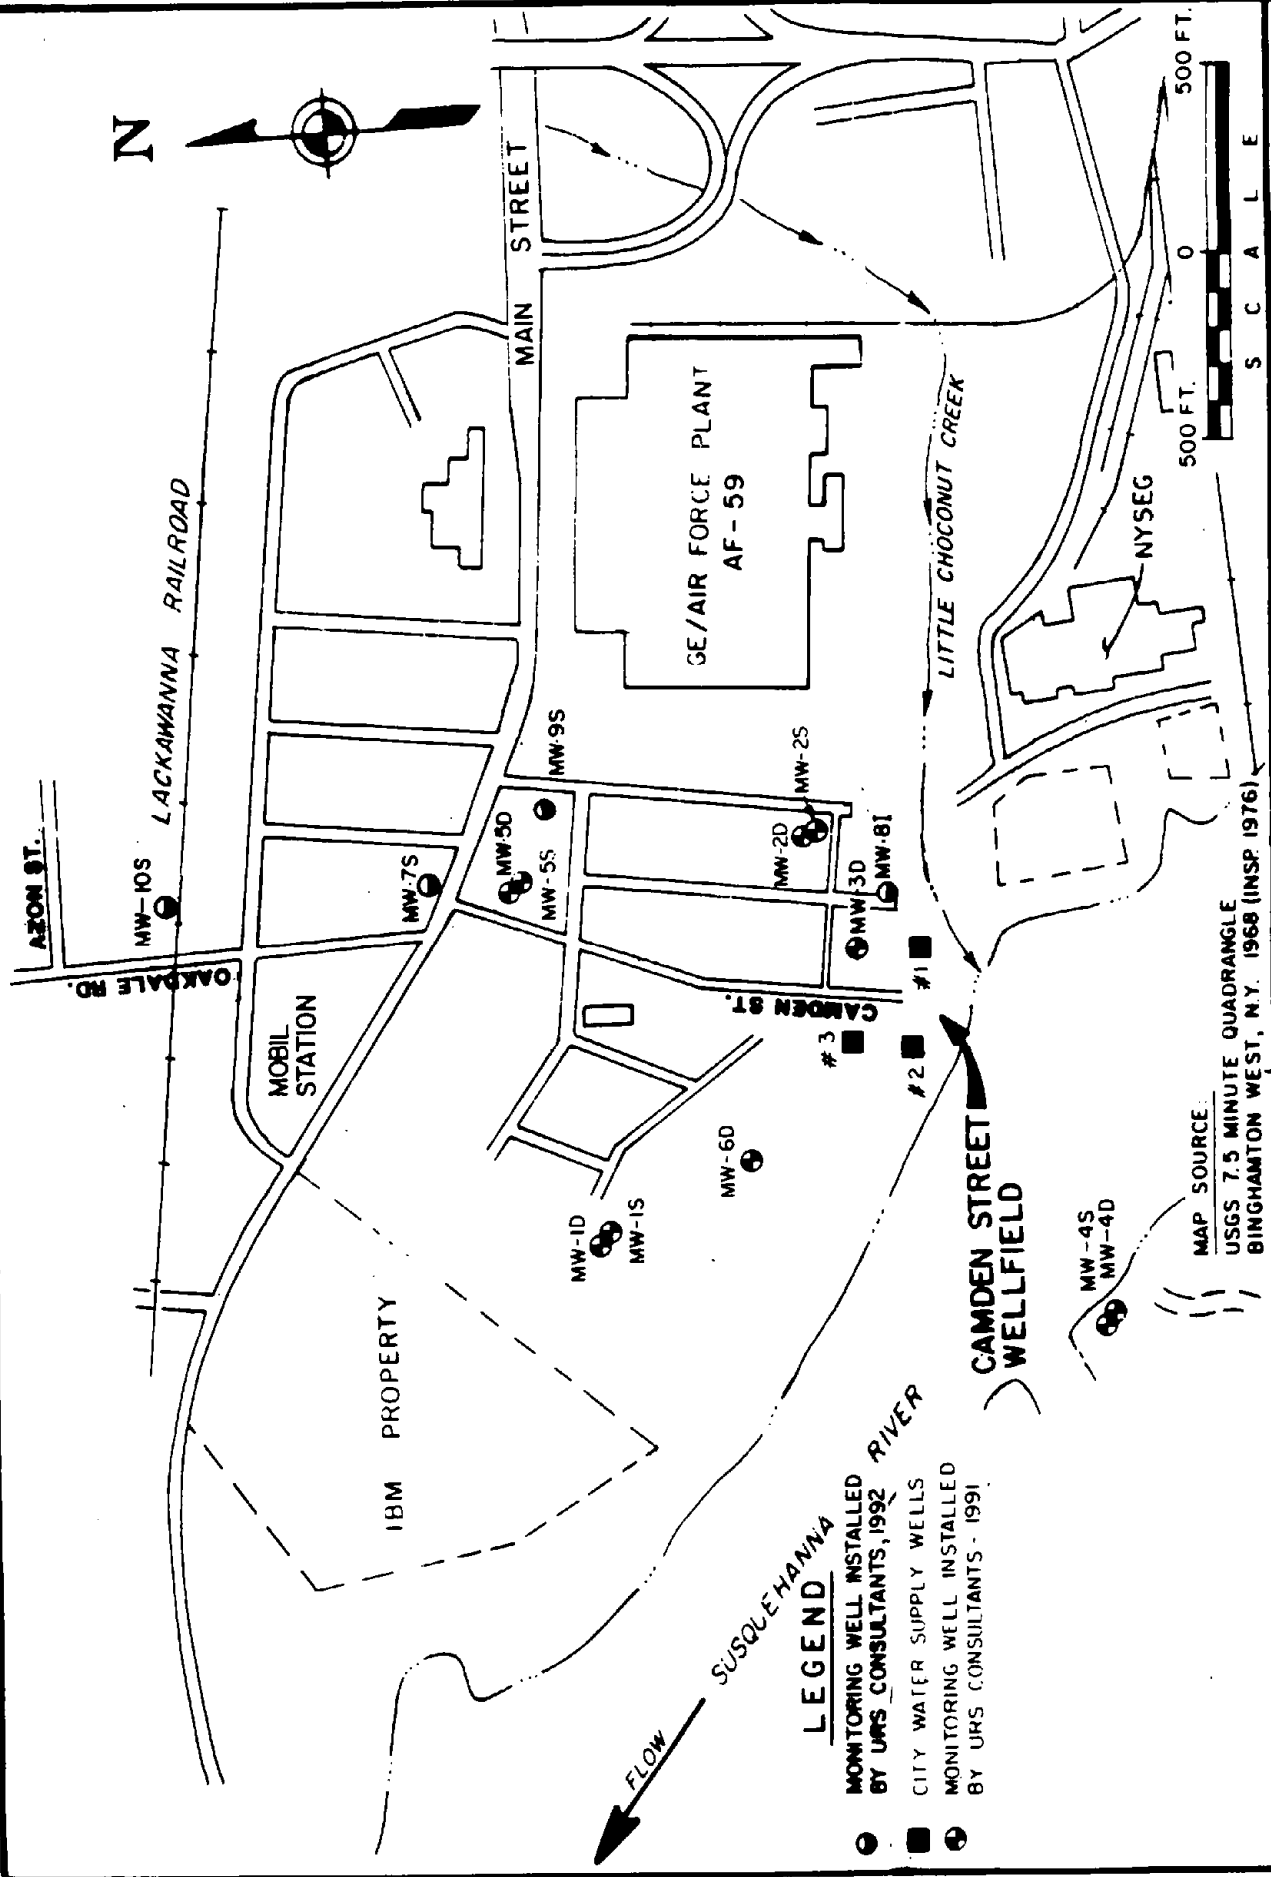 N
AZON ST.
MW-10S
LACKAWANNA RAILROAD
OAKDALE RD.
MOBIL
STATION
MAIN STREET
MW-7S
MW-5D
MW-5S
MW-9S
GE/AIR FORCE PLANT
AF-59
IBM PROPERTY
MW-1D
MW-1S
MW-6D
CAMDEN ST.
MW-2S
MW-2D
MW-3D
MW-8I
#3
#2
#1
LITTLE CHOCONUT CREEK
NYSEG
CAMDEN STREET
WELLFIELD
MW-4S
MW-4D
SUSQUEHANNA RIVER
FLOW
LEGEND
MONITORING WELL INSTALLED
BY URS CONSULTANTS, 1992
CITY WATER SUPPLY WELLS
MONITORING WELL INSTALLED
BY URS CONSULTANTS - 1991
MAP SOURCE:
USGS 7.5 MINUTE QUADRANGLE
BINGHAMTON WEST, N.Y. 1968 (INSP. 1976)
500 FT. 0 500 FT.
SCALE